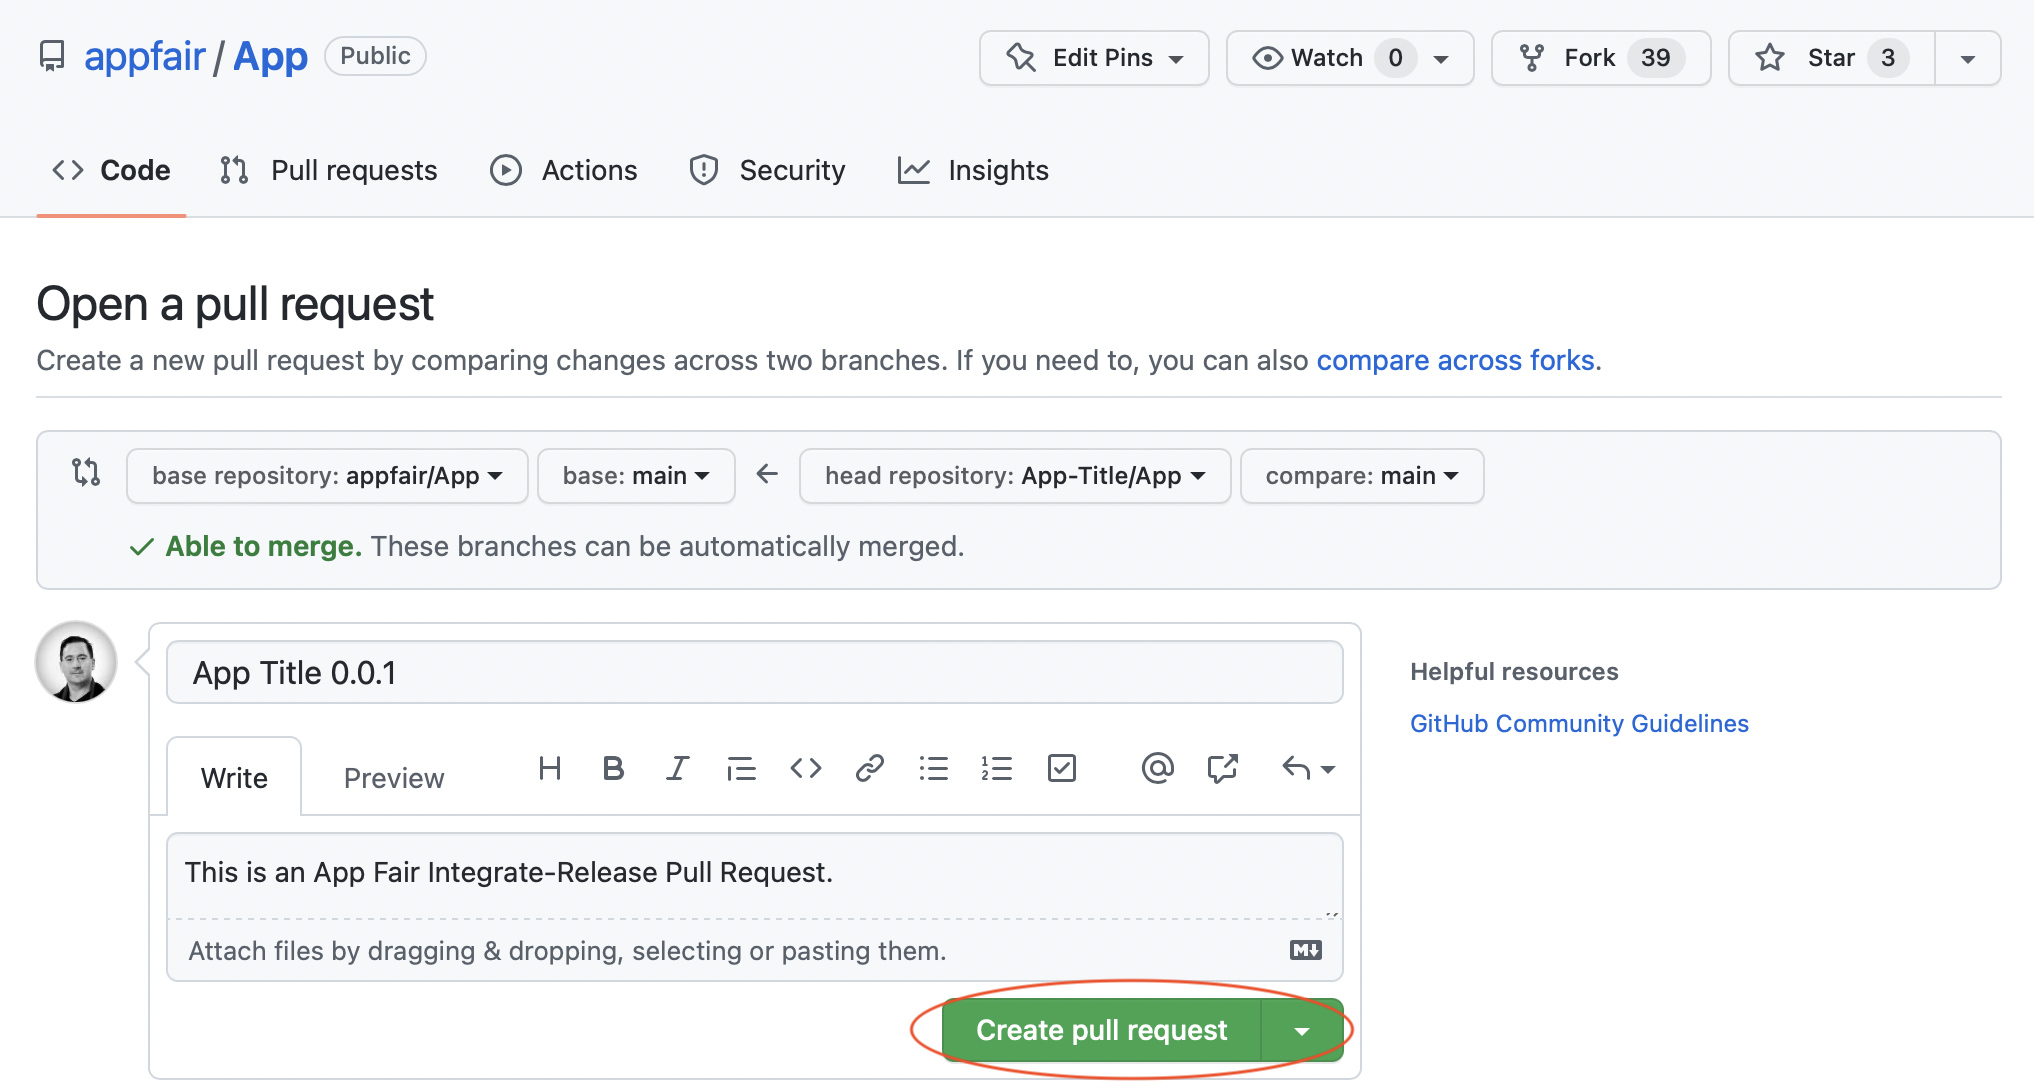 appfair / App Public
Edit Pins
Watch 0
Fork 39
Star 3
Code
Pull requests
Actions
Security
Insights
Open a pull request
Create a new pull request by comparing changes across two branches. If you need to, you can also compare across forks.
base repository: appfair/App
base: main
head repository: App-Title/App
compare: main
Able to merge. These branches can be automatically merged.
App Title 0.0.1
Helpful resources
GitHub Community Guidelines
Write
Preview
This is an App Fair Integrate-Release Pull Request.
Attach files by dragging & dropping, selecting or pasting them.
Create pull request